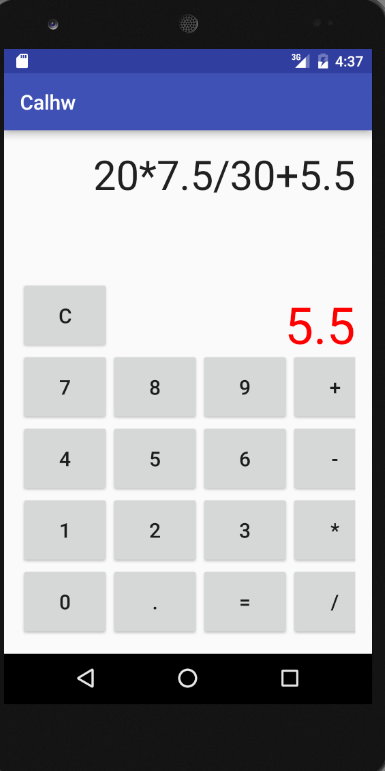 3G 4:37
Calhw
20*7.5/30+5.5
C 5.5
7 8 9 +
4 5 6 -
1 2 3 *
0 . = /